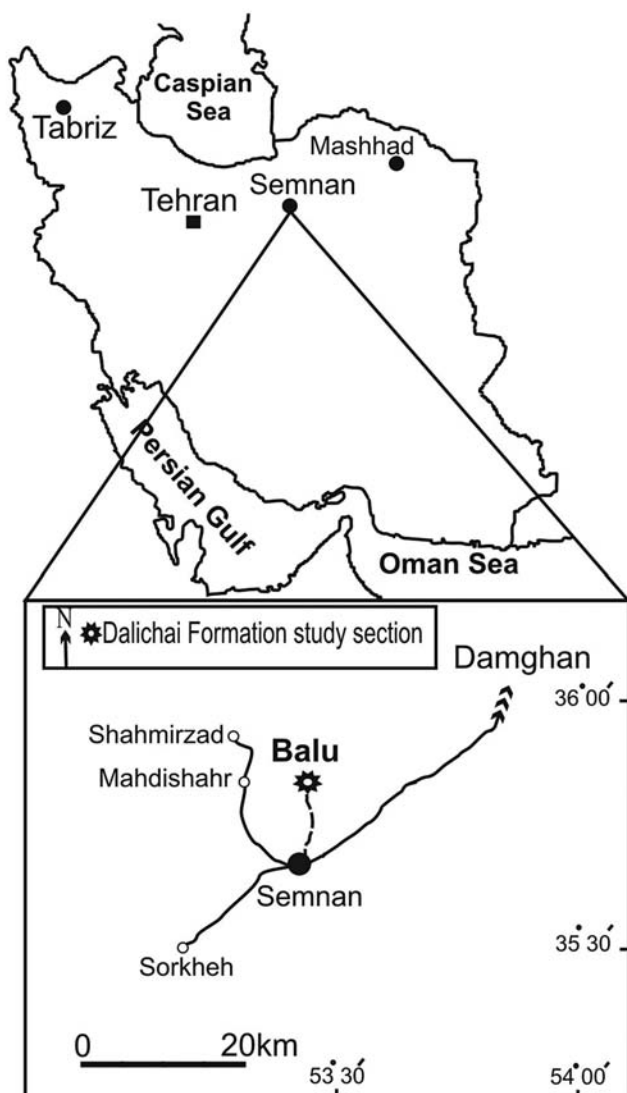 Caspian
Sea
Tabriz
Mashhad
Semnan
Tehran
Persian Gulf
Oman Sea
N
Dalichai Formation study section
Damghan
36°00′
Shahmirzad
Balu
Mahdishahr
Semnan
35°30′
Sorkheh
0 20km
53°30′
54°00′